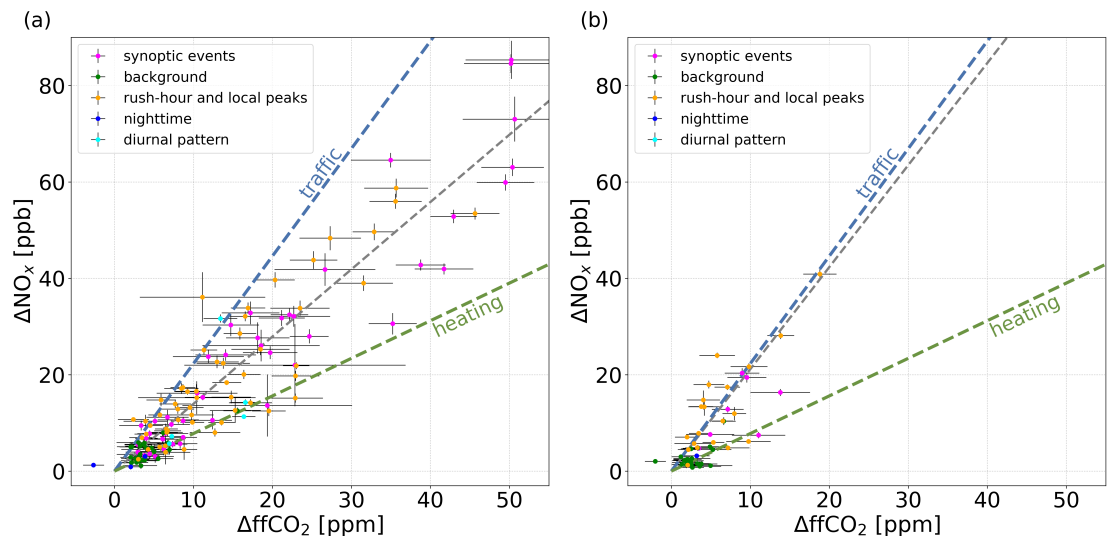 (a)
synoptic events
background
rush-hour and local peaks
nighttime
diurnal pattern
traffic
heating
80
60
40
20
0
ΔNOₓ [ppb]
0 10 20 30 40 50
ΔffCO₂ [ppm]
(b)
synoptic events
background
rush-hour and local peaks
nighttime
diurnal pattern
traffic
heating
80
60
40
20
0
ΔNOₓ [ppb]
0 10 20 30 40 50
ΔffCO₂ [ppm]